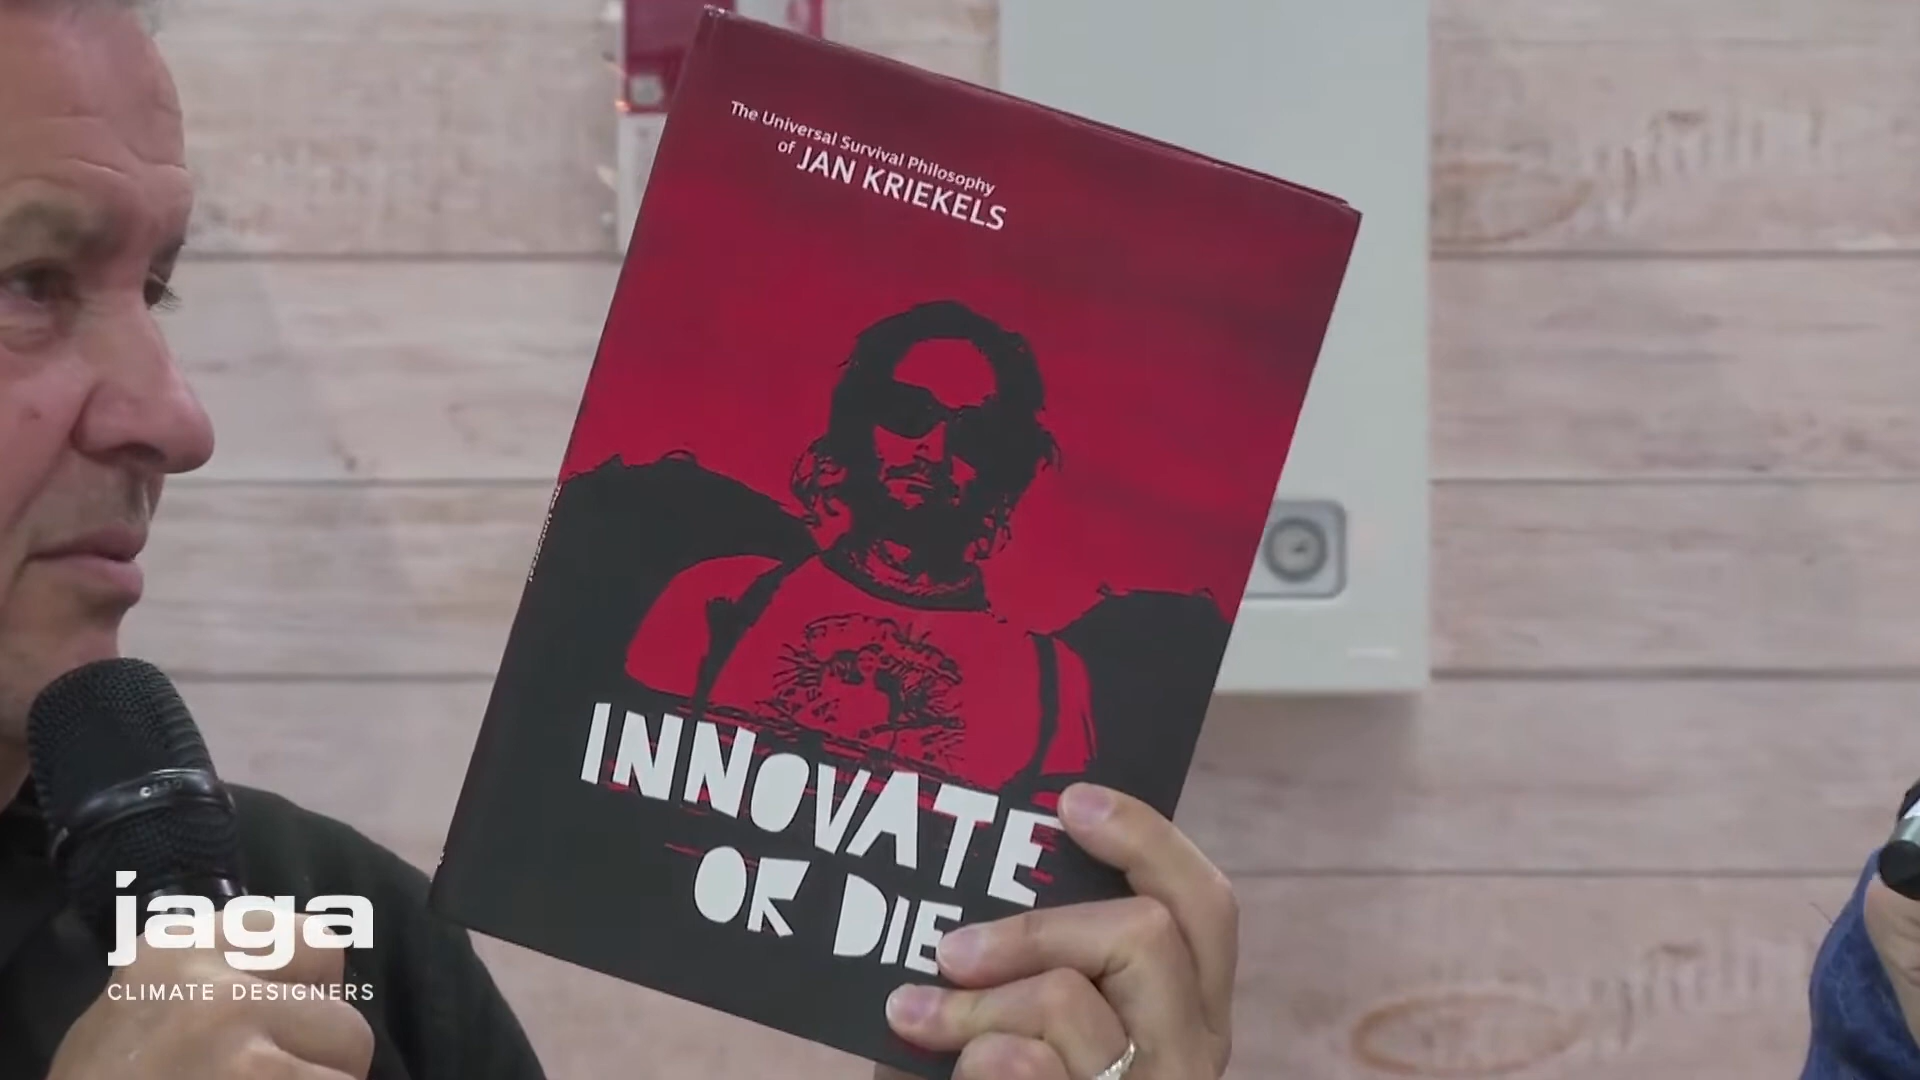 The Universal Survival Philosophy
of JAN KRIEKELS
INNOVATE
OR DIE
jaga
CLIMATE DESIGNERS